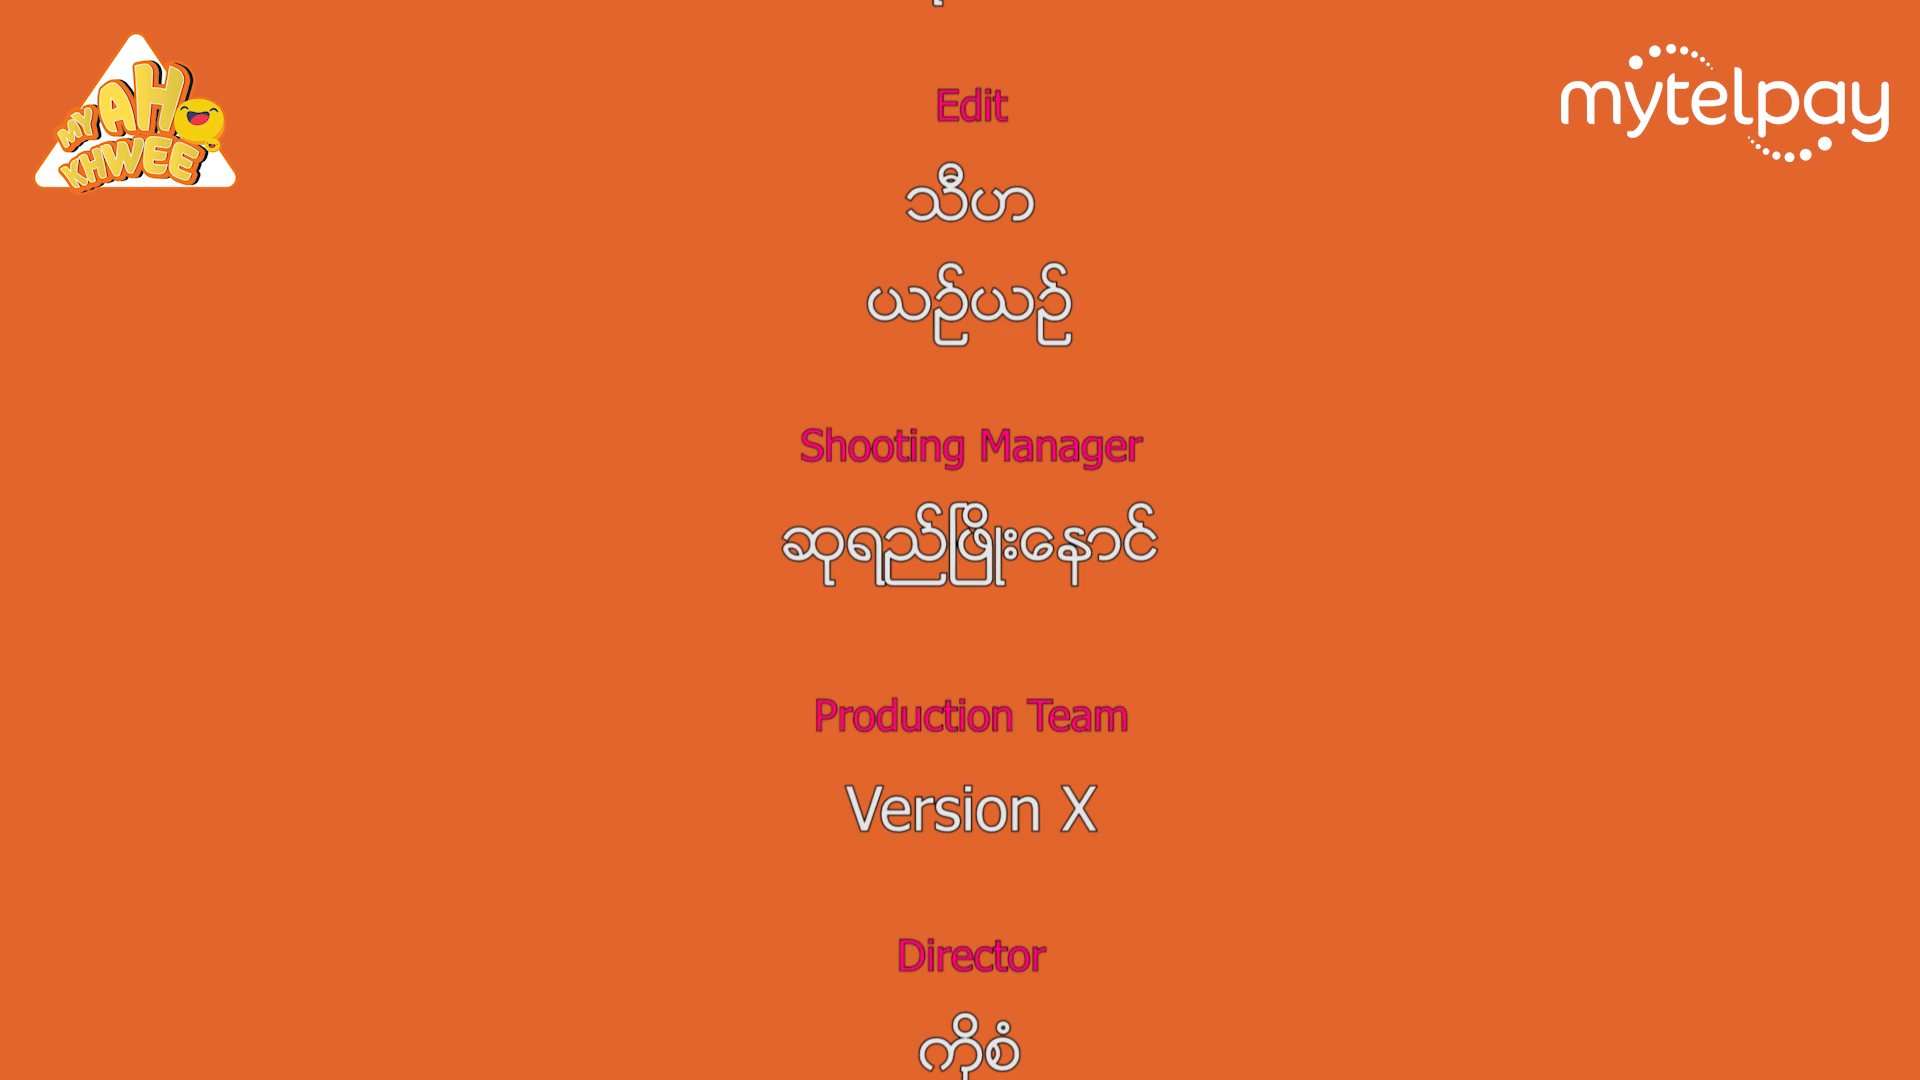 MY AH
KHWEE
mytelpay
Edit
သီဟ
ယဉ်ယဉ်
Shooting Manager
ဆုရည်ဖြိုးနှောင်
Production Team
Version X
Director
ကိုစံ